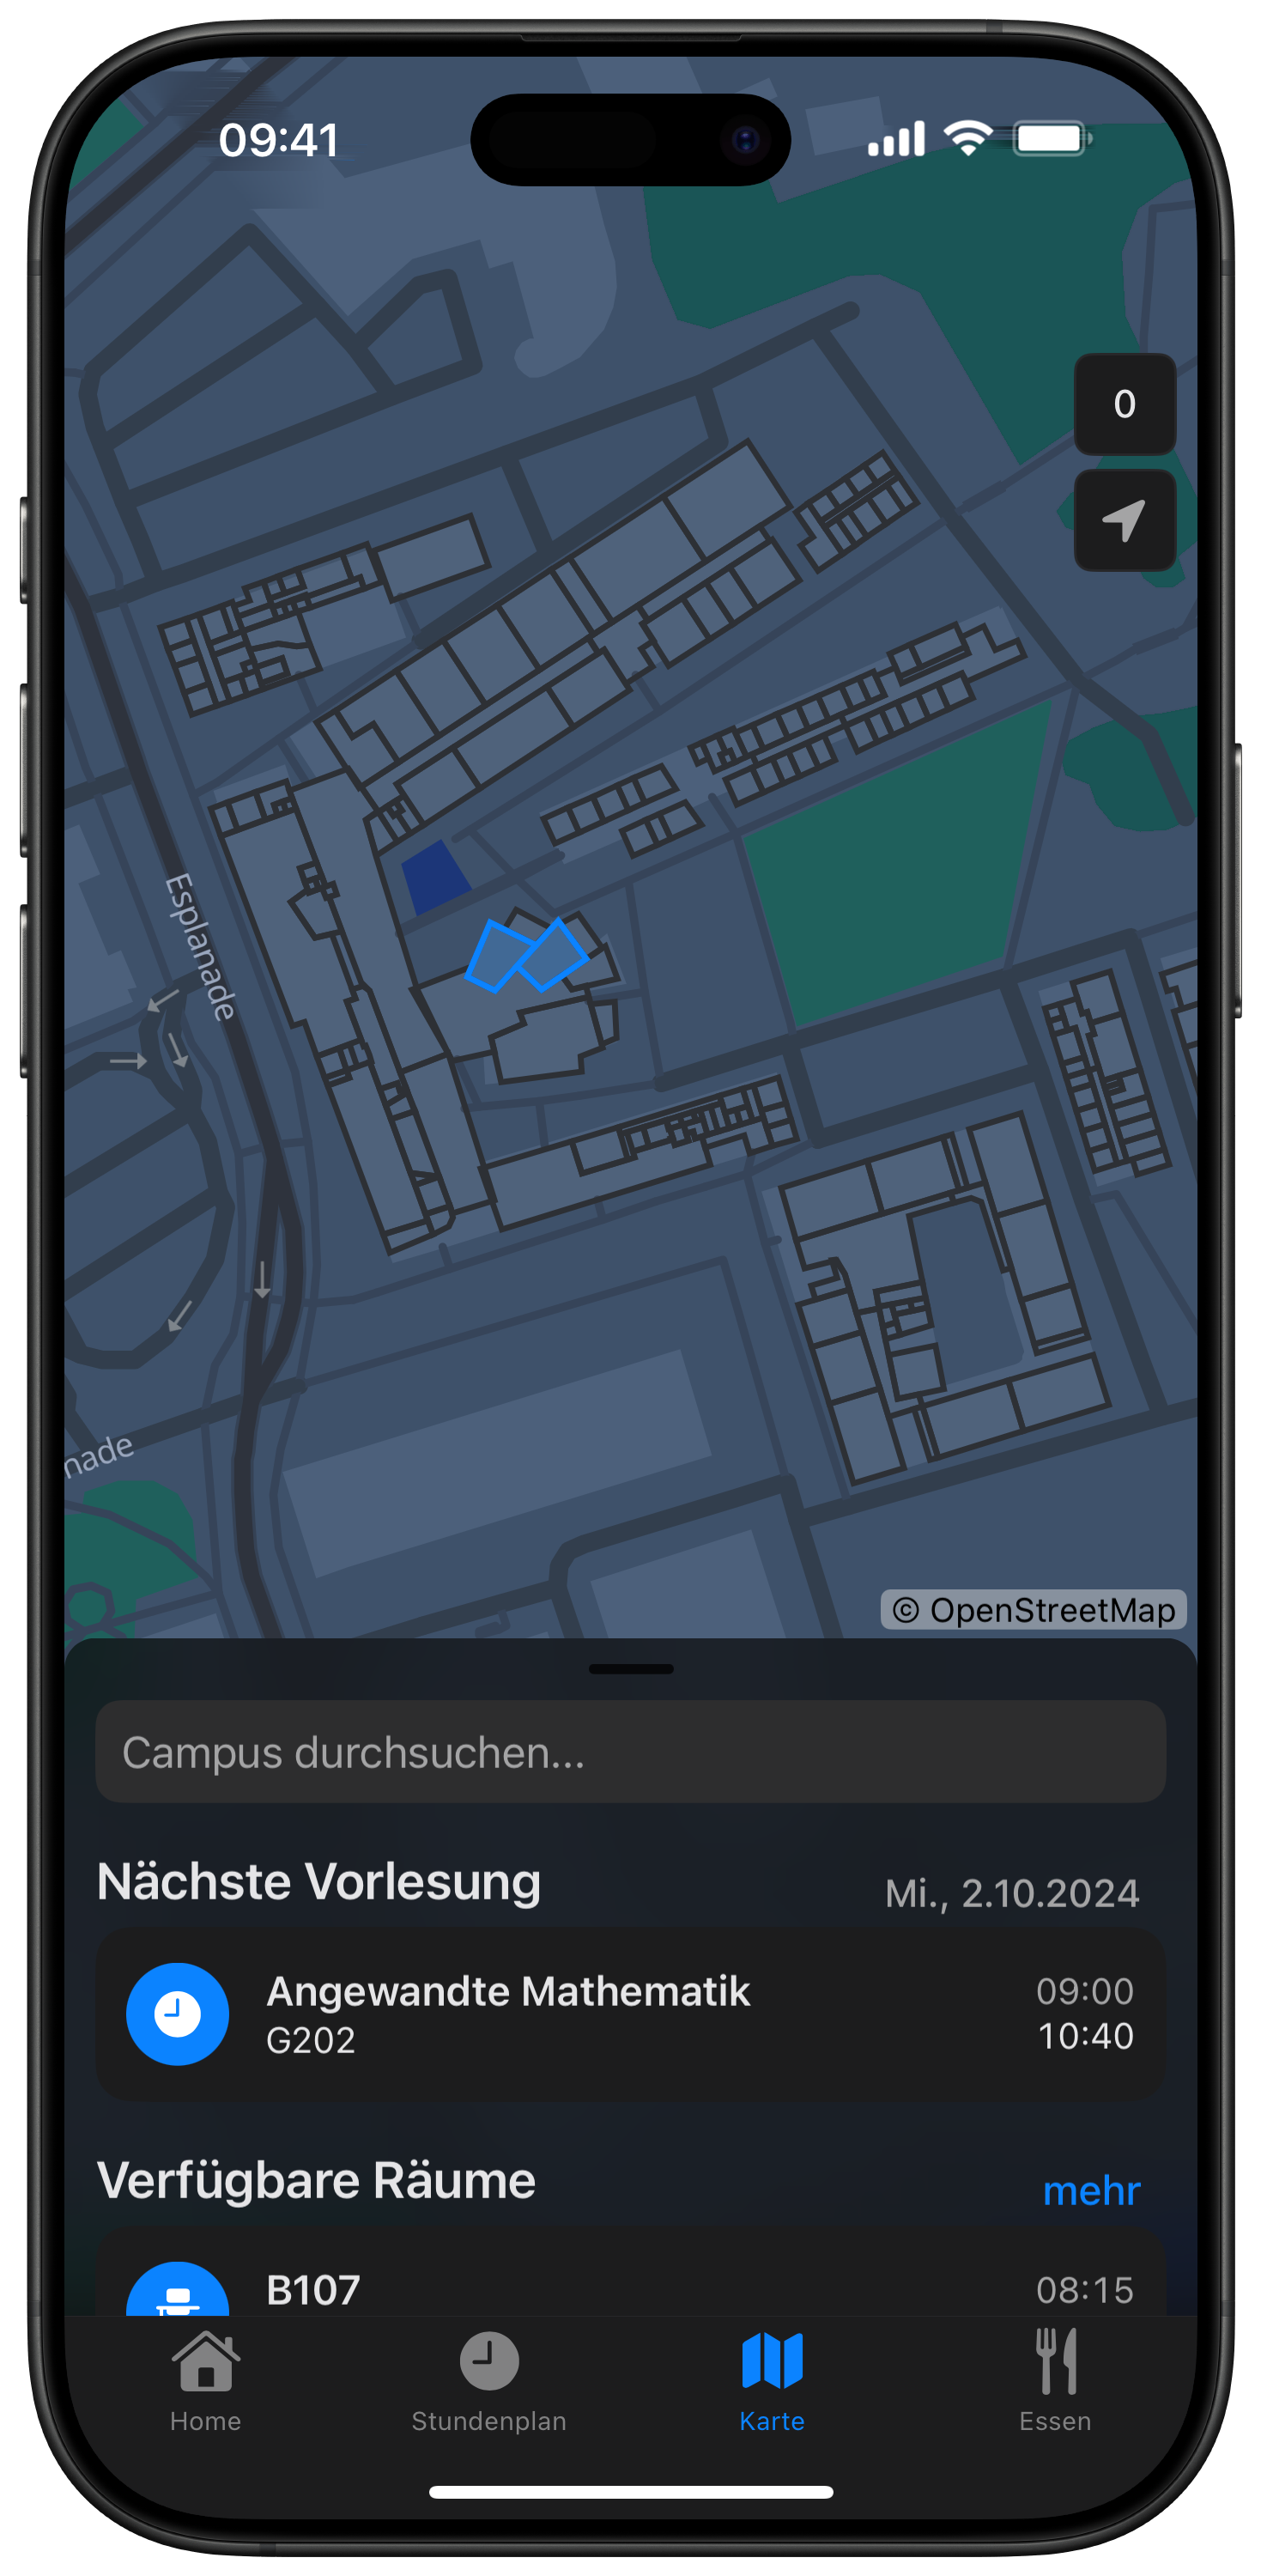 09:41
0
Esplanade
nade
© OpenStreetMap
Campus durchsuchen...
Nächste Vorlesung
Mi., 2.10.2024
Angewandte Mathematik
09:00
G202
10:40
Verfügbare Räume
mehr
B107
08:15
Home
Stundenplan
Karte
Essen